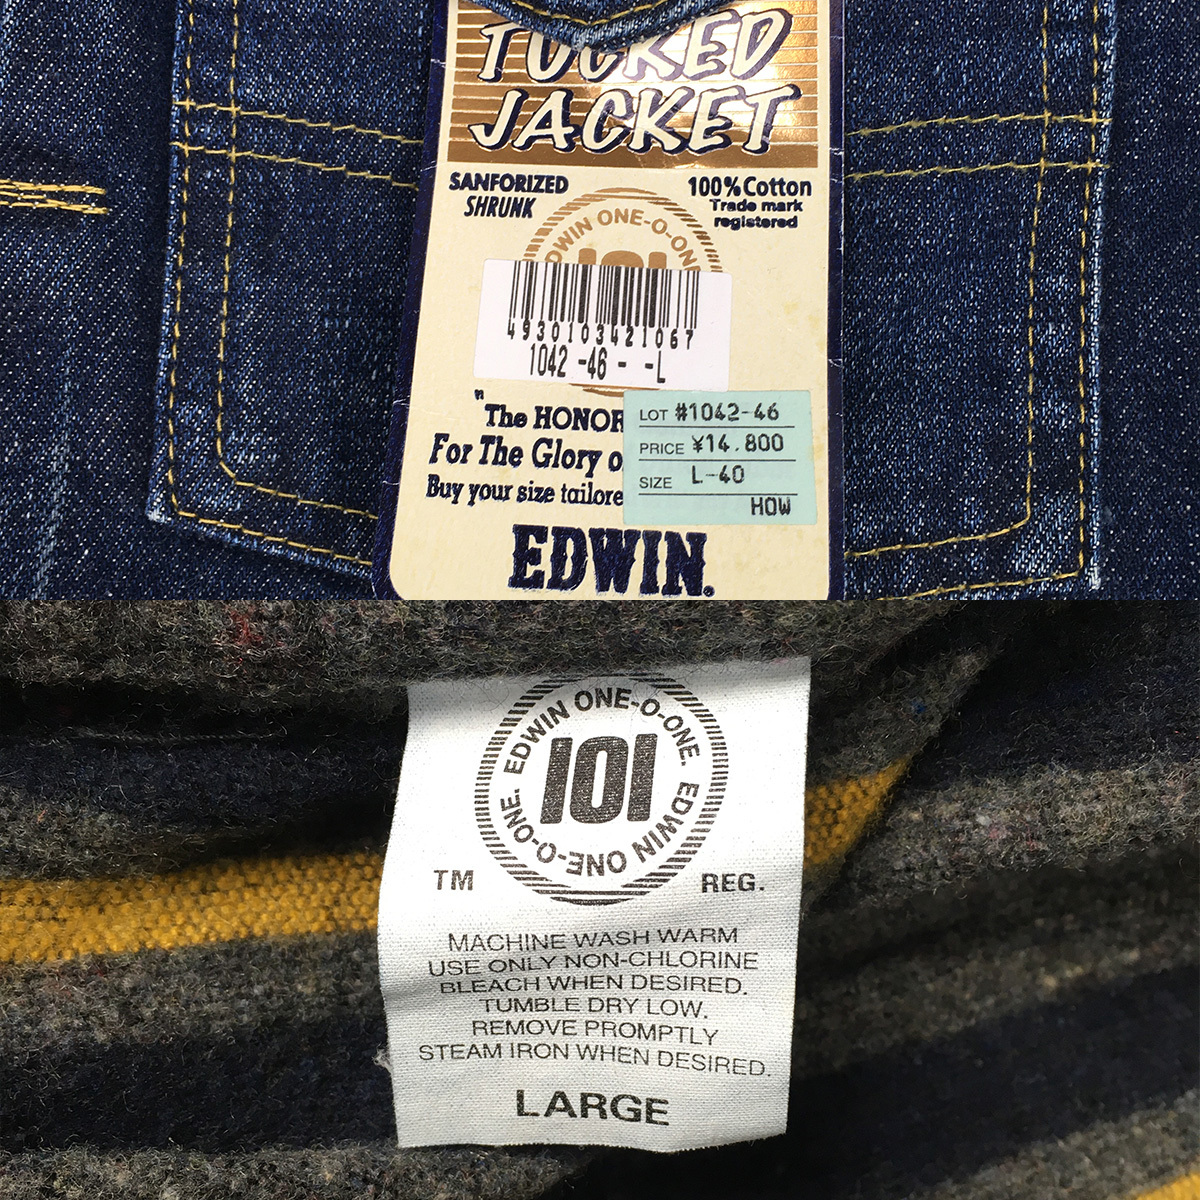 TUCKED
JACKET
SANFORIZED
SHRUNK
100% Cotton
Trade mark
registered
EDWIN ONE-O-ONE
101
4930103421067
1042 -46 - -L
"The HONOR
For The Glory o
Buy your size tailore
LOT #1042-46
PRICE ¥14.800
SIZE L-40
HOW
EDWIN.
EDWIN ONE-O-ONE. EDWIN ONE-O-ONE.
101
TM
REG.
MACHINE WASH WARM
USE ONLY NON-CHLORINE
BLEACH WHEN DESIRED.
TUMBLE DRY LOW.
REMOVE PROMPTLY
STEAM IRON WHEN DESIRED.
LARGE